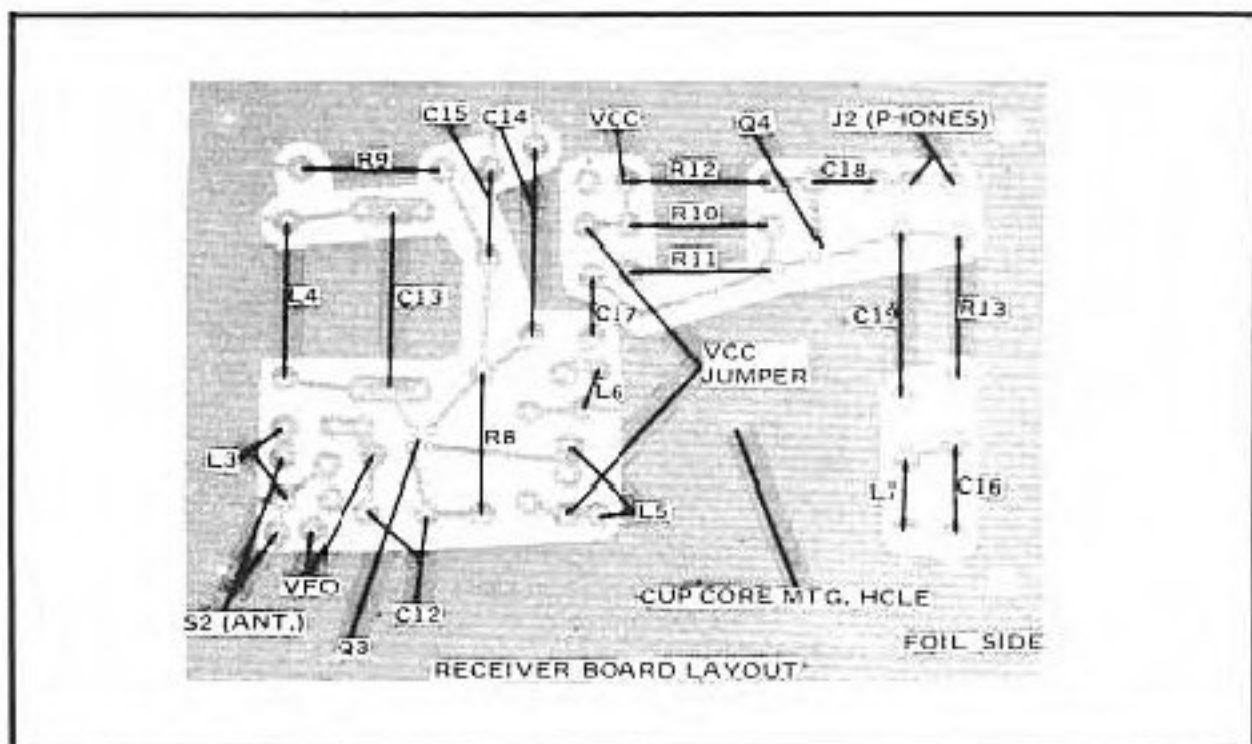 C15 C14 VCC Q4 J2 (PHONES)
R9 R12 C18
R10
R11
L4 C13 C17 C19 R13
VCC
JUMPER
L6
R8
L3
L5 L7 C16
VFO
C12
CUP CORE MTG. HOLE
S2 (ANT.)
Q3
FOIL SIDE
RECEIVER BOARD LAYOUT